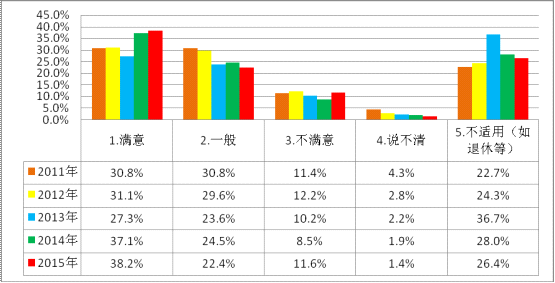 45.0%
40.0%
35.0%
30.0%
25.0%
20.0%
15.0%
10.0%
5.0%
0.0%
1.满意 2.一般 3.不满意 4.说不清 5.不适用（如
退休等）
2011年 30.8% 30.8% 11.4% 4.3% 22.7%
2012年 31.1% 29.6% 12.2% 2.8% 24.3%
2013年 27.3% 23.6% 10.2% 2.2% 36.7%
2014年 37.1% 24.5% 8.5% 1.9% 28.0%
2015年 38.2% 22.4% 11.6% 1.4% 26.4%